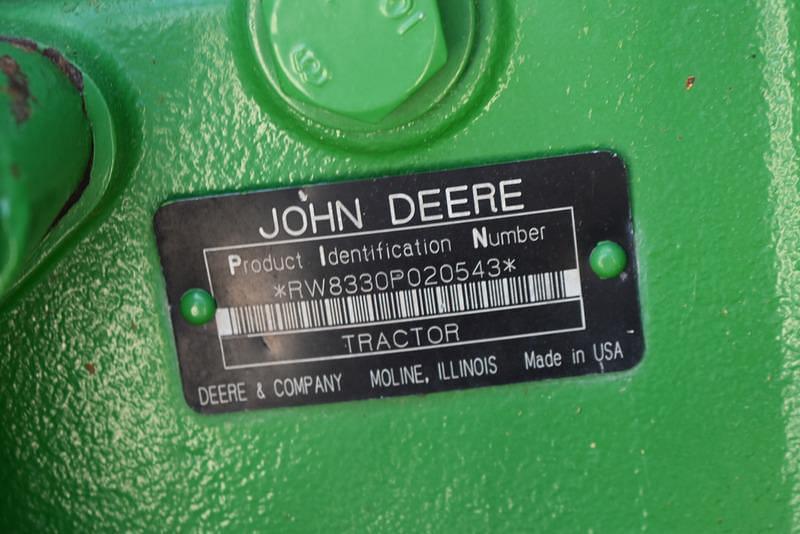 JOHN DEERE
Product Identification Number
*RW8330P020543*
TRACTOR
DEERE & COMPANY MOLINE, ILLINOIS Made in USA